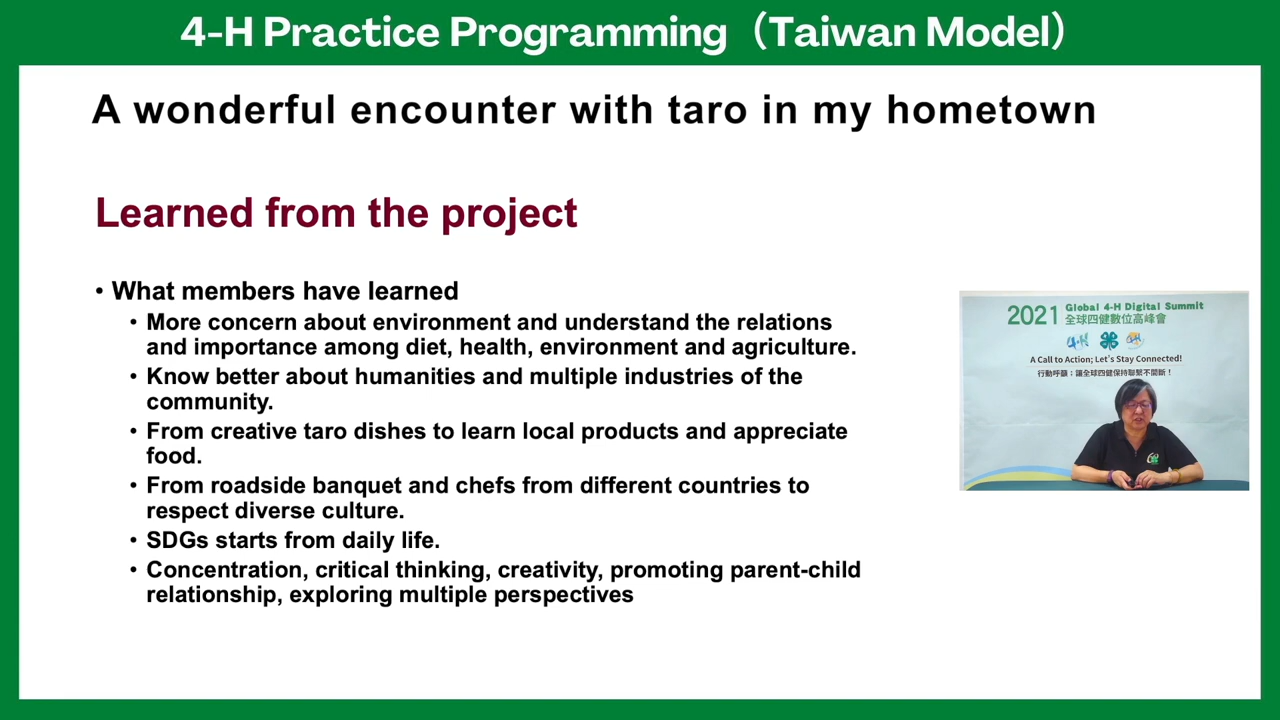 4-H Practice Programming（Taiwan Model）
A wonderful encounter with taro in my hometown
Learned from the project
• What members have learned
• More concern about environment and understand the relations
and importance among diet, health, environment and agriculture.
• Know better about humanities and multiple industries of the
community.
• From creative taro dishes to learn local products and appreciate
food.
• From roadside banquet and chefs from different countries to
respect diverse culture.
• SDGs starts from daily life.
• Concentration, critical thinking, creativity, promoting parent-child
relationship, exploring multiple perspectives
2021 Global 4-H Digital Summit
全球四健數位高峰會
A Call to Action; Let's Stay Connected!
行動呼籲；讓全球四健保持聯繫不間斷！